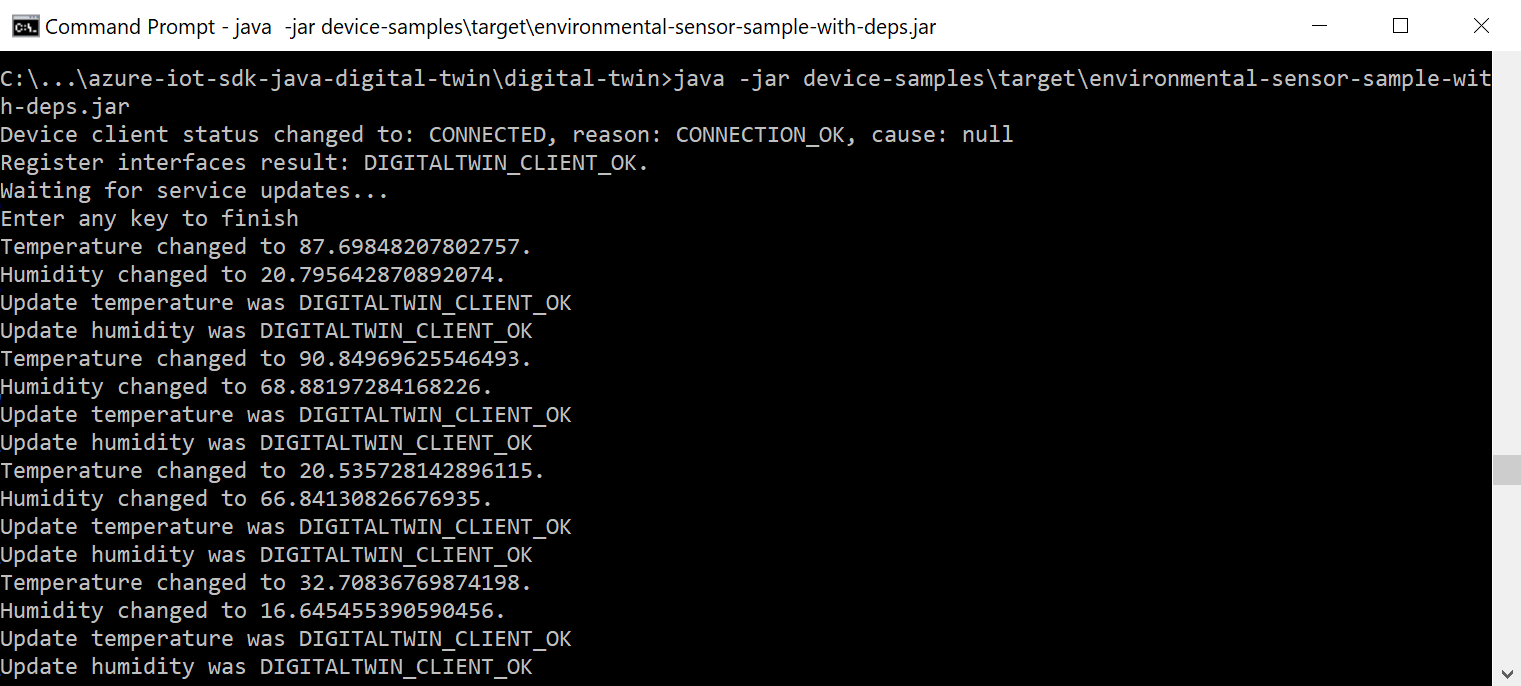 Command Prompt - java  -jar device-samples\target\environmental-sensor-sample-with-deps.jar
C:\...\azure-iot-sdk-java-digital-twin\digital-twin>java -jar device-samples\target\environmental-sensor-sample-wit
h-deps.jar
Device client status changed to: CONNECTED, reason: CONNECTION_OK, cause: null
Register interfaces result: DIGITALTWIN_CLIENT_OK.
Waiting for service updates...
Enter any key to finish
Temperature changed to 87.69848207802757.
Humidity changed to 20.795642870892074.
Update temperature was DIGITALTWIN_CLIENT_OK
Update humidity was DIGITALTWIN_CLIENT_OK
Temperature changed to 90.84969625546493.
Humidity changed to 68.88197284168226.
Update temperature was DIGITALTWIN_CLIENT_OK
Update humidity was DIGITALTWIN_CLIENT_OK
Temperature changed to 20.535728142896115.
Humidity changed to 66.84130826676935.
Update temperature was DIGITALTWIN_CLIENT_OK
Update humidity was DIGITALTWIN_CLIENT_OK
Temperature changed to 32.70836769874198.
Humidity changed to 16.645455390590456.
Update temperature was DIGITALTWIN_CLIENT_OK
Update humidity was DIGITALTWIN_CLIENT_OK